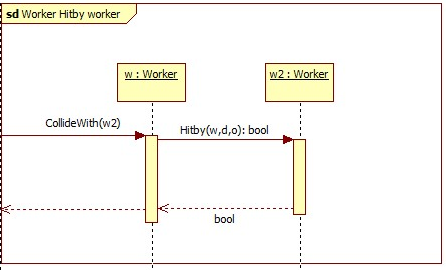 sd Worker Hitby worker
w : Worker
w2 : Worker
CollideWith(w2)
Hitby(w,d,o): bool
bool